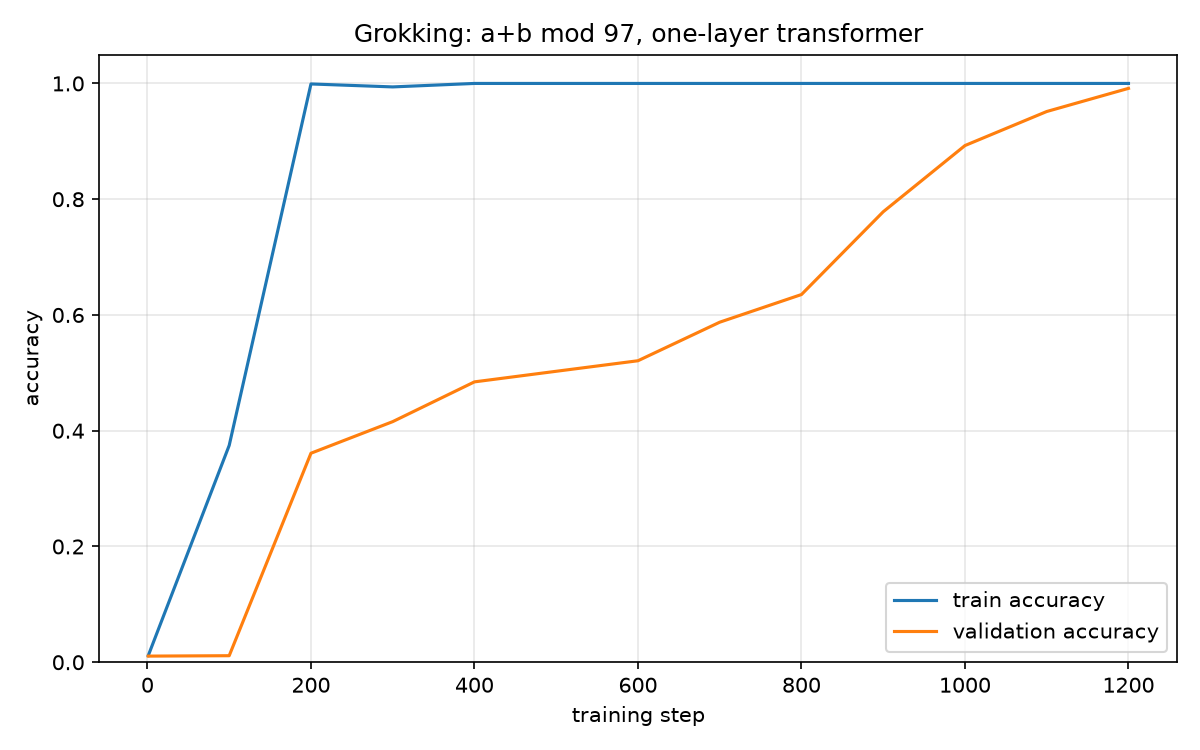 Grokking: a+b mod 97, one-layer transformer
1.0
0.8
0.6
0.4
0.2
0.0
accuracy
train accuracy
validation accuracy
0 200 400 600 800 1000 1200
training step